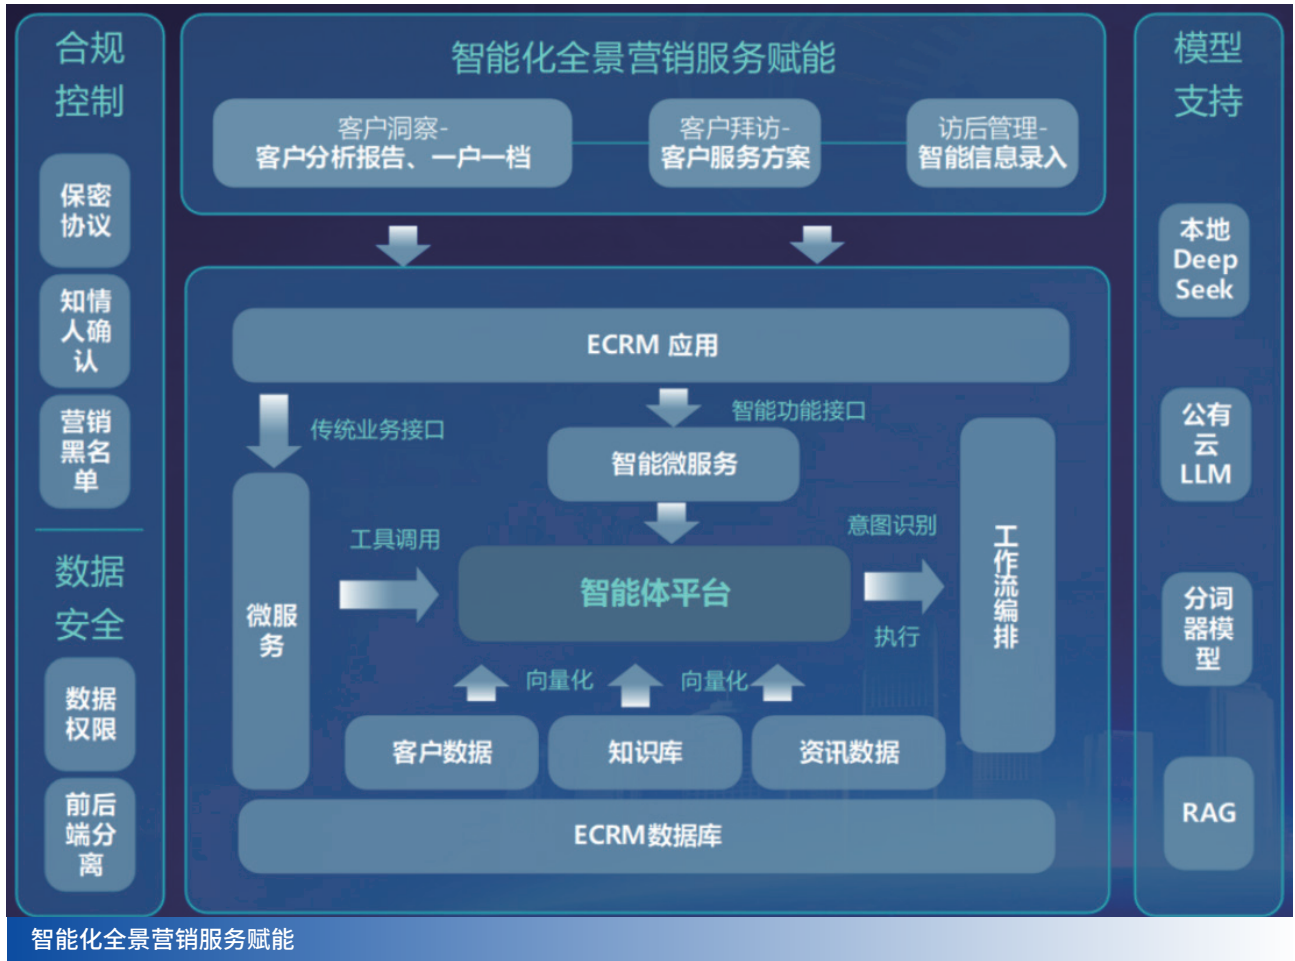 合规
控制
保密
协议
知情
人确
认
营销
黑名
单
数据
安全
数据
权限
前后
端分
离
智能化全景营销服务赋能
客户洞察-
客户分析报告、一户一档
客户拜访-
客户服务方案
访后管理-
智能信息录入
ECRM 应用
传统业务接口
智能功能接口
智能微服务
微服
务
工具调用
智能体平台
意图识别
执行
工作流编排
向量化
向量化
客户数据
知识库
资讯数据
ECRM数据库
模型
支持
本地
Deep
Seek
公有
云
LLM
分词
器模
型
RAG
智能化全景营销服务赋能